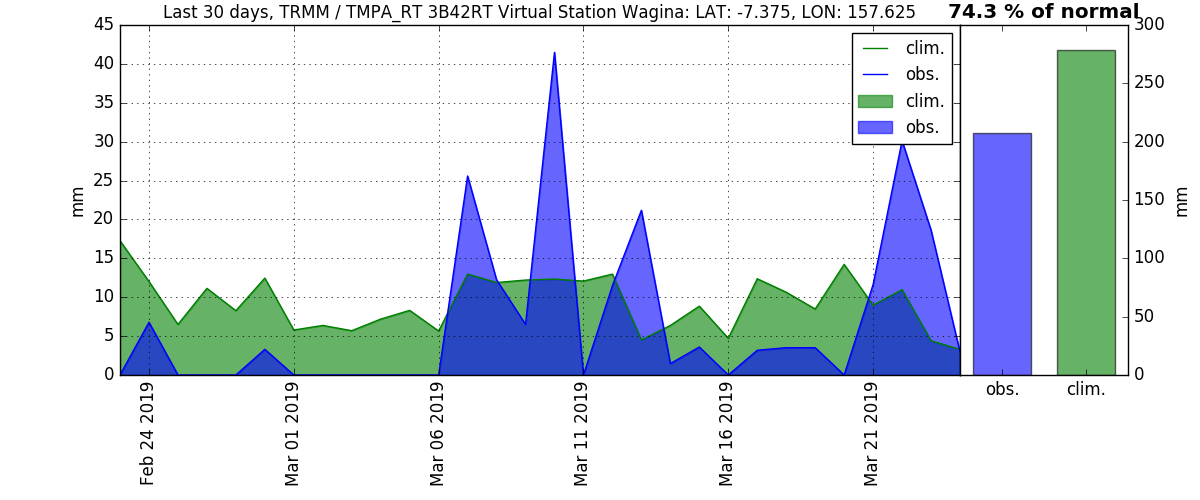 Last 30 days, TRMM / TMPA_RT 3B42RT Virtual Station Wagina: LAT: -7.375, LON: 157.625
74.3 % of normal
45
40
35
30
25
20
15
10
5
0
mm
clim.
obs.
clim.
obs.
300
250
200
150
100
50
0
mm
obs.
clim.
Feb 24 2019
Mar 01 2019
Mar 06 2019
Mar 11 2019
Mar 16 2019
Mar 21 2019